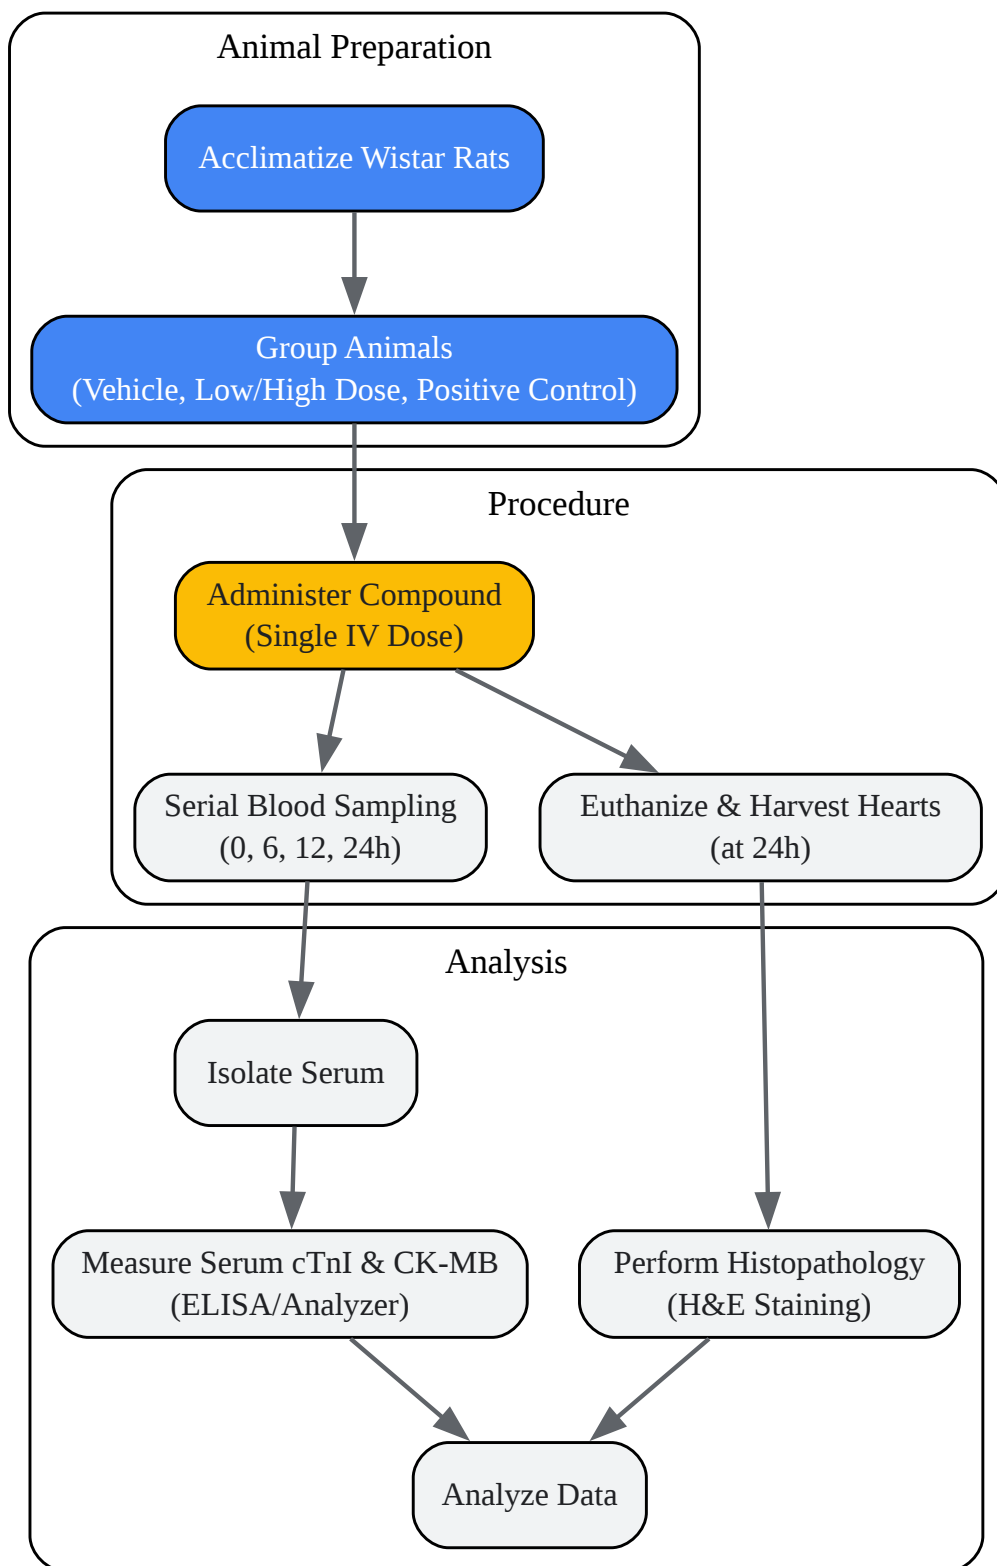 Animal Preparation
Acclimatize Wistar Rats
Group Animals
(Vehicle, Low/High Dose, Positive Control)
Procedure
Administer Compound
(Single IV Dose)
Serial Blood Sampling
(0, 6, 12, 24h)
Euthanize & Harvest Hearts
(at 24h)
Analysis
Isolate Serum
Measure Serum cTnI & CK-MB
(ELISA/Analyzer)
Perform Histopathology
(H&E Staining)
Analyze Data